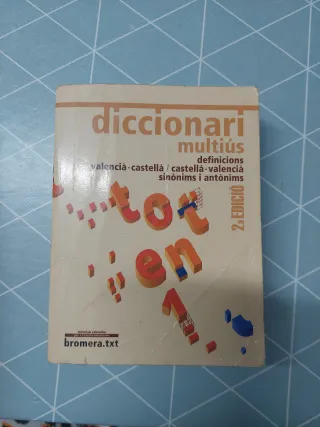 diccionari
multiús
definicions
valencià-castellà / castellà-valencià
sinònims i antònims
tot
en
1
2a EDICIÓ
bromera.txt